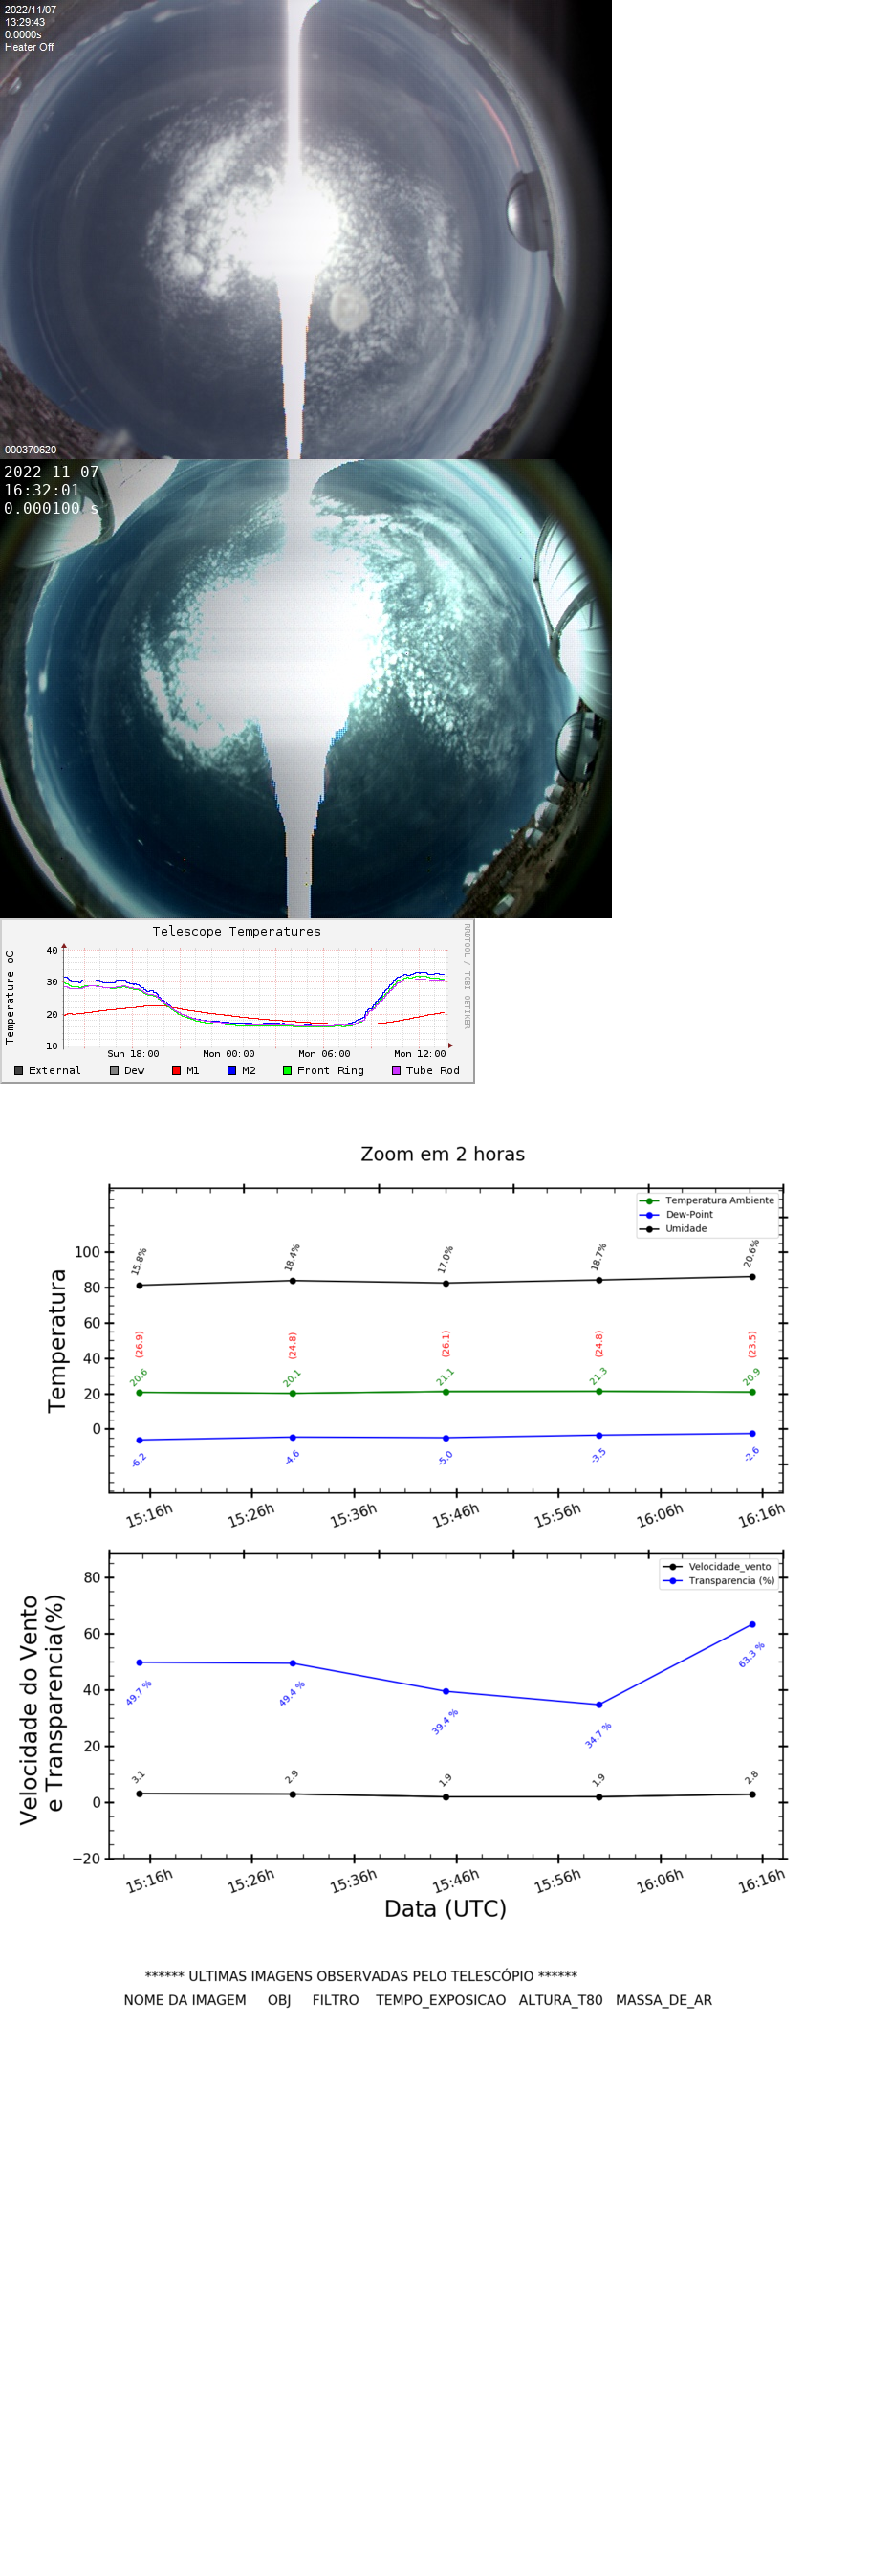 2022/11/07
13:29:43
0.0000s
Heater Off
000370620
2022-11-07
16:32:01
0.000100 s
Telescope Temperatures
RRDTOOL / TOBI OETIKER
Temperature oC
40
30
20
10
Sun 18:00 Mon 00:00 Mon 06:00 Mon 12:00
External Dew M1 M2 Front Ring Tube Rod
Zoom em 2 horas
Temperatura Ambiente
Dew-Point
Umidade
Temperatura
100
80
60
40
20
0
15.8% 18.4% 17.0% 18.7% 20.6%
(26.9) (24.8) (26.1) (24.8) (23.5)
20.6 20.1 21.1 21.3 20.9
-6.2 -4.6 -5.0 -3.5 -2.6
15:16h 15:26h 15:36h 15:46h 15:56h 16:06h 16:16h
Velocidade_vento
Transparencia (%)
Velocidade do Vento
e Transparencia(%)
80
60
40
20
0
−20
49.7 % 49.4 % 39.4 % 34.7 % 63.3 %
3.1 2.9 1.9 1.9 2.8
15:16h 15:26h 15:36h 15:46h 15:56h 16:06h 16:16h
Data (UTC)
****** ULTIMAS IMAGENS OBSERVADAS PELO TELESCÓPIO ******
NOME DA IMAGEM OBJ FILTRO TEMPO_EXPOSICAO ALTURA_T80 MASSA_DE_AR